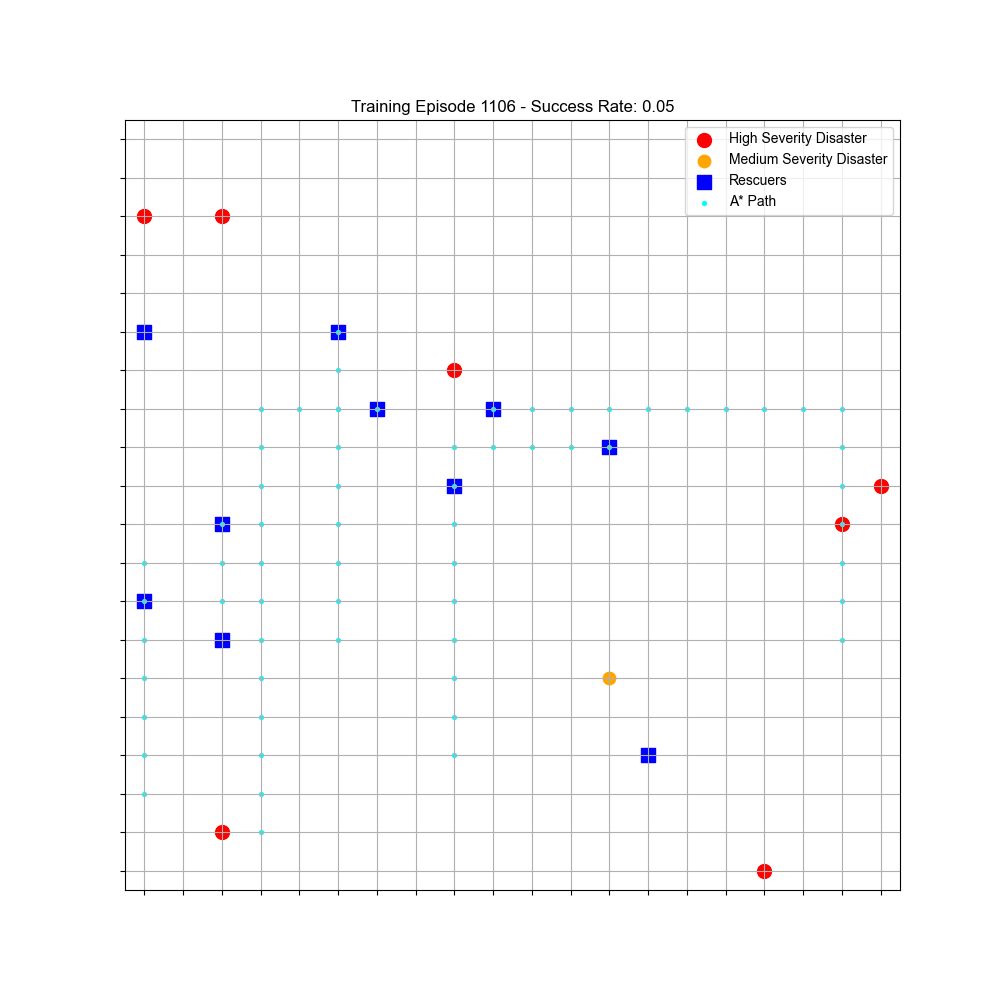 Training Episode 1106 - Success Rate: 0.05
High Severity Disaster
Medium Severity Disaster
Rescuers
A* Path